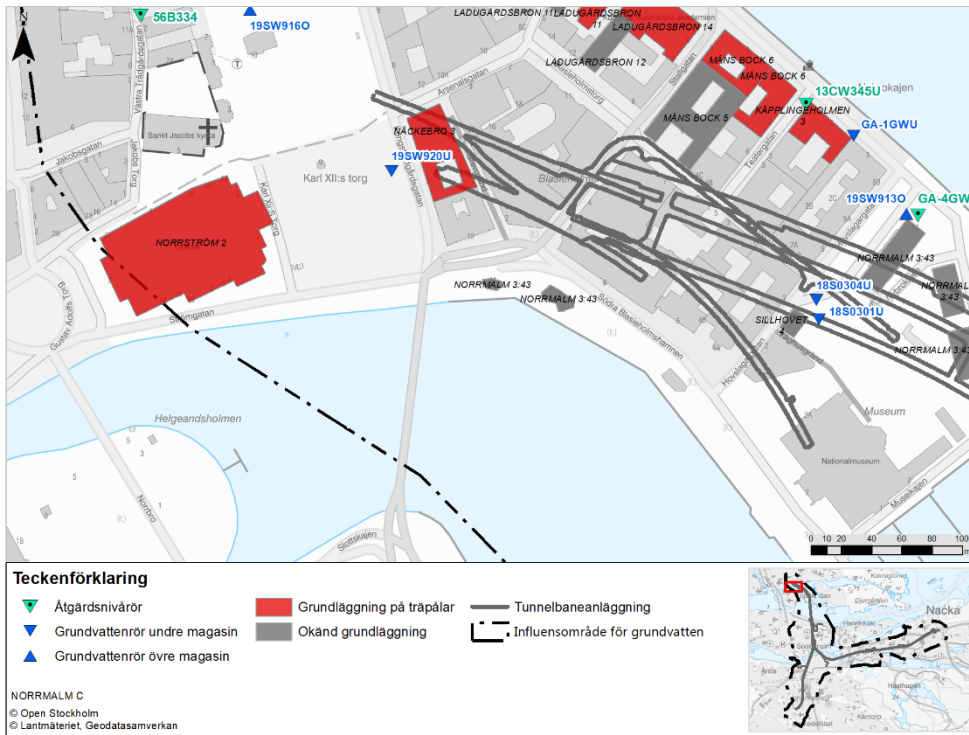 56B334
19SW916O
LADUGÅRDSBRON 11
LADUGÅRDSBRON
11
LADUGÅRDSBRON 14
LADUGÅRDSBRON 12
MÅNS BOCK 6
MÅNS BOCK 6
MÅNS BOCK 5
13CW345U
KÄPPLINGEHOLMEN
3
GA-1GWU
19SW913O
GA-4GW
NORRMALM 3:43
NORRMALM
3:43
NORRMALM 3:43
18S0304U
18S0301U
SILLHOVET
4
NÄCKEBRO 3
19SW920U
NORRSTRÖM 2
NORRMALM 3:43
NORRMALM 3:43
Västra Trädgårdsgatan
Jakobsgatan
Jakobs Torg
Sankt Jacobs kyrka
Karl XII:s torg
Karl XII:S Torg
Arsenalsgatan
Blasieholmstorg
Stallgatan
Teatergatan
Hovslagargatan
Södra Blasieholmshamnen
Gustav Adolfs Torg
Strömgatan
Helgeandsholmen
Norrbro
Slottskajen
Museum
Nationalmuseum
Museikajen
0 10 20 40 60 80 100
Teckenförklaring
Åtgärdsnivårör
Grundvattenrör undre magasin
Grundvattenrör övre magasin
Grundläggning på träpålar
Okänd grundläggning
Tunnelbaneanläggning
Influensområde för grundvatten
Nacka
NORRMALM C
© Open Stockholm
© Lantmäteriet, Geodatasamverkan